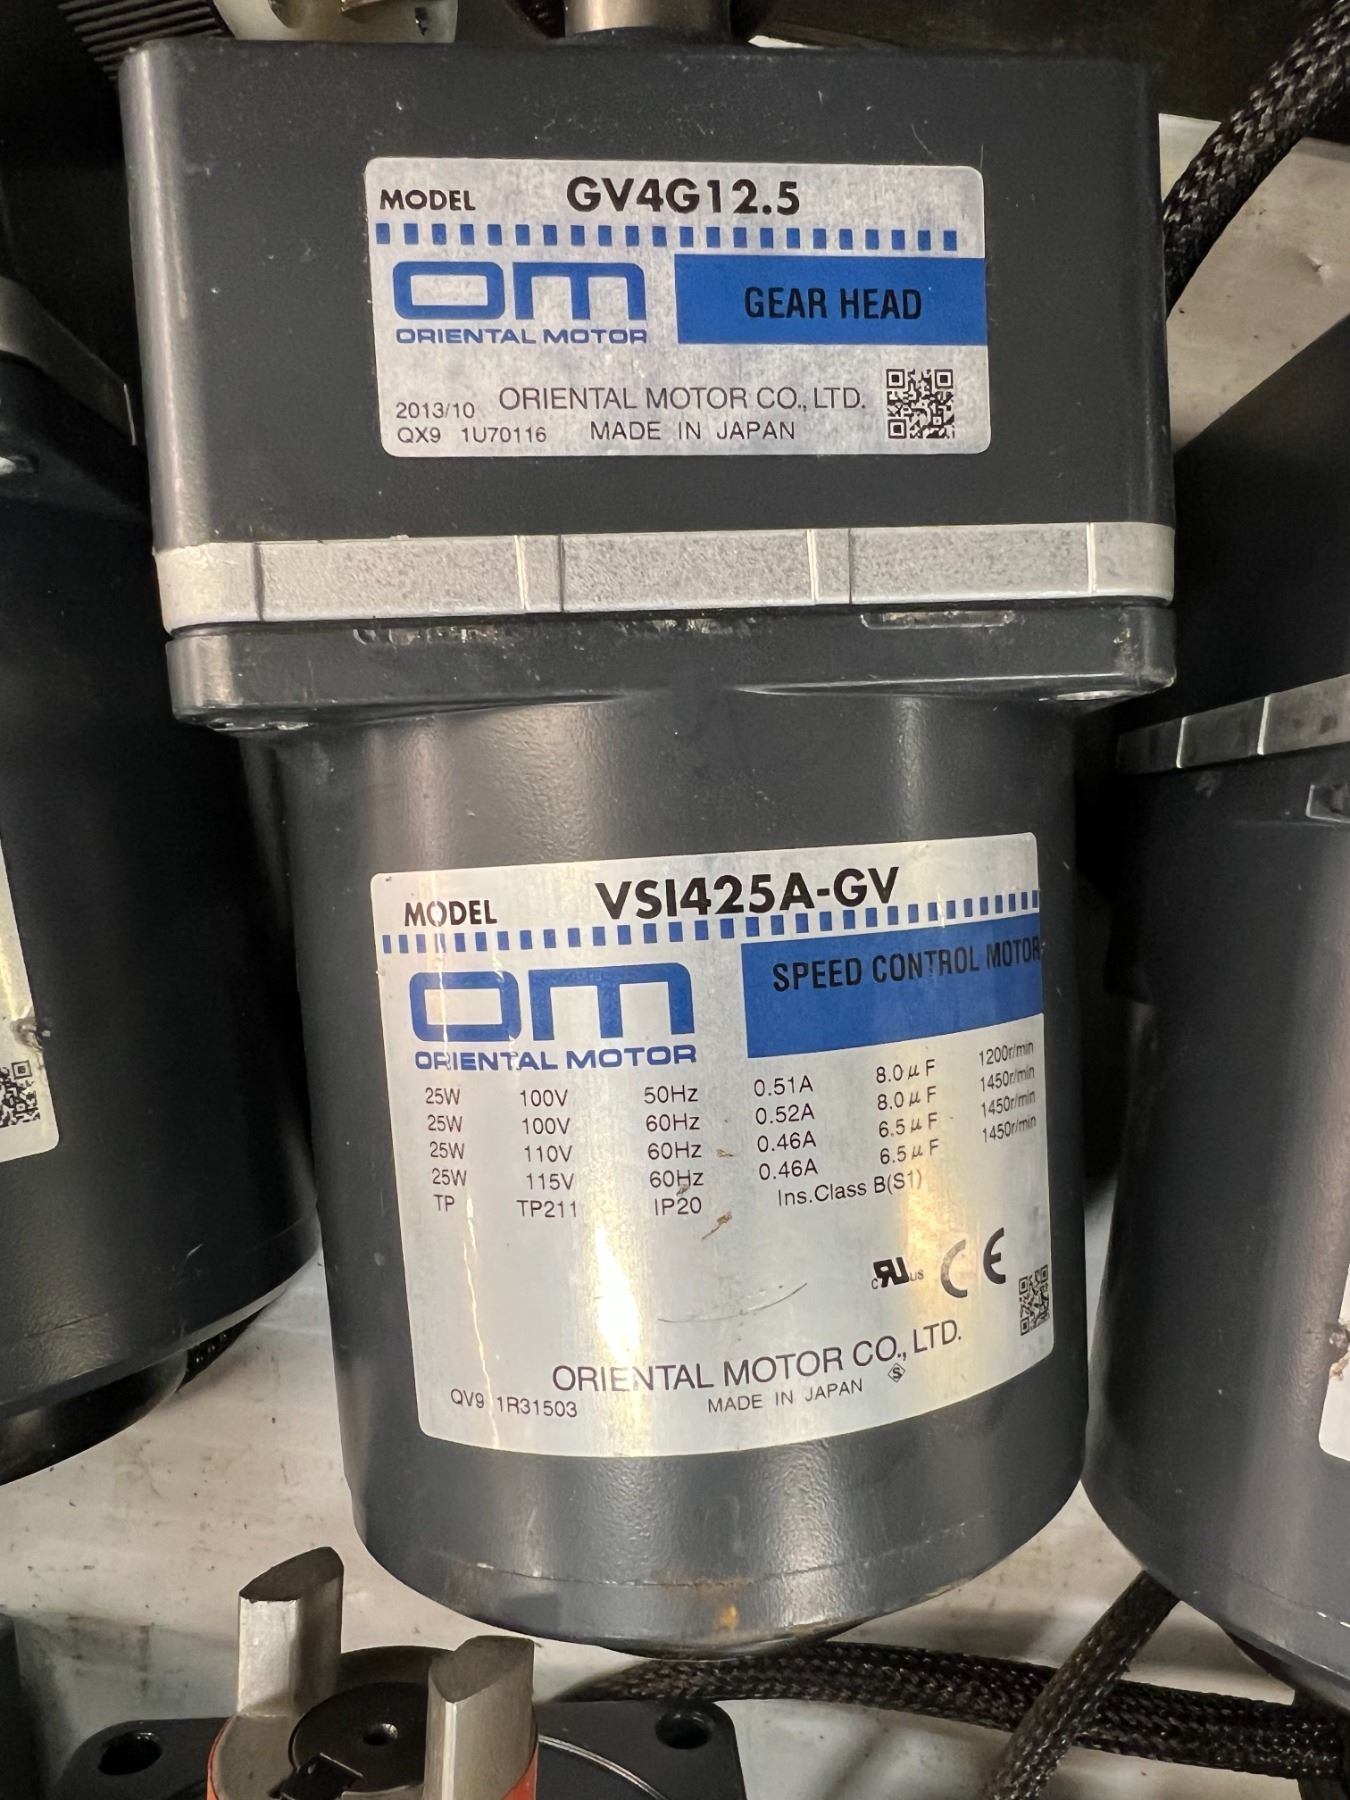 MODEL GV4G12.5
OM
ORIENTAL MOTOR
GEAR HEAD
2013/10 ORIENTAL MOTOR CO., LTD.
QX9 1U70116 MADE IN JAPAN
MODEL VSI425A-GV
OM
ORIENTAL MOTOR
SPEED CONTROL MOTOR
25W 100V 50Hz 0.51A 8.0μF 1200r/min
25W 100V 60Hz 0.52A 8.0μF 1450r/min
25W 110V 60Hz 0.46A 6.5μF 1450r/min
25W 115V 60Hz 0.46A 6.5μF 1450r/min
TP TP211 IP20 Ins.Class B(S1)
c RU us CE
ORIENTAL MOTOR CO., LTD.
QV9 1R31503 MADE IN JAPAN S